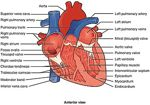 Aorta
Superior vena cava
Right pulmonary artery
Pulmonary trunk
Right atrium
Right pulmonary veins
Fossa ovalis
Tricuspid valve
Right ventricle
Chordae tendineae
Trabeculae carneae
Moderator band
Inferior vena cava
Left pulmonary artery
Left atrium
Left pulmonary veins
Mitral (bicuspid) valve
Aortic valve
Pulmonary valve
Left ventricle
Papillary muscle
Interventricular septum
Epicardium
Myocardium
Endocardium
Anterior view